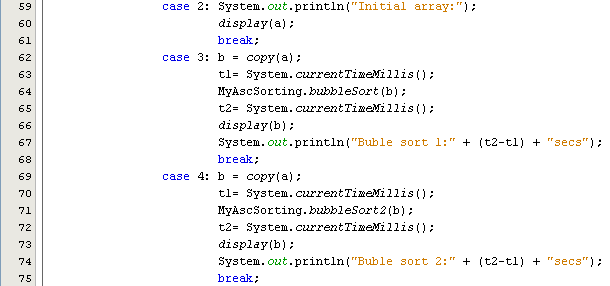 59 case 2: System.out.println("Initial array:");
60 display(a);
61 break;
62 case 3: b = copy(a);
63 t1= System.currentTimeMillis();
64 MyAscSorting.bubbleSort(b);
65 t2= System.currentTimeMillis();
66 display(b);
67 System.out.println("Buble sort 1:" + (t2-t1) + "secs");
68 break;
69 case 4: b = copy(a);
70 t1= System.currentTimeMillis();
71 MyAscSorting.bubbleSort2(b);
72 t2= System.currentTimeMillis();
73 display(b);
74 System.out.println("Buble sort 2:" + (t2-t1) + "secs");
75 break;